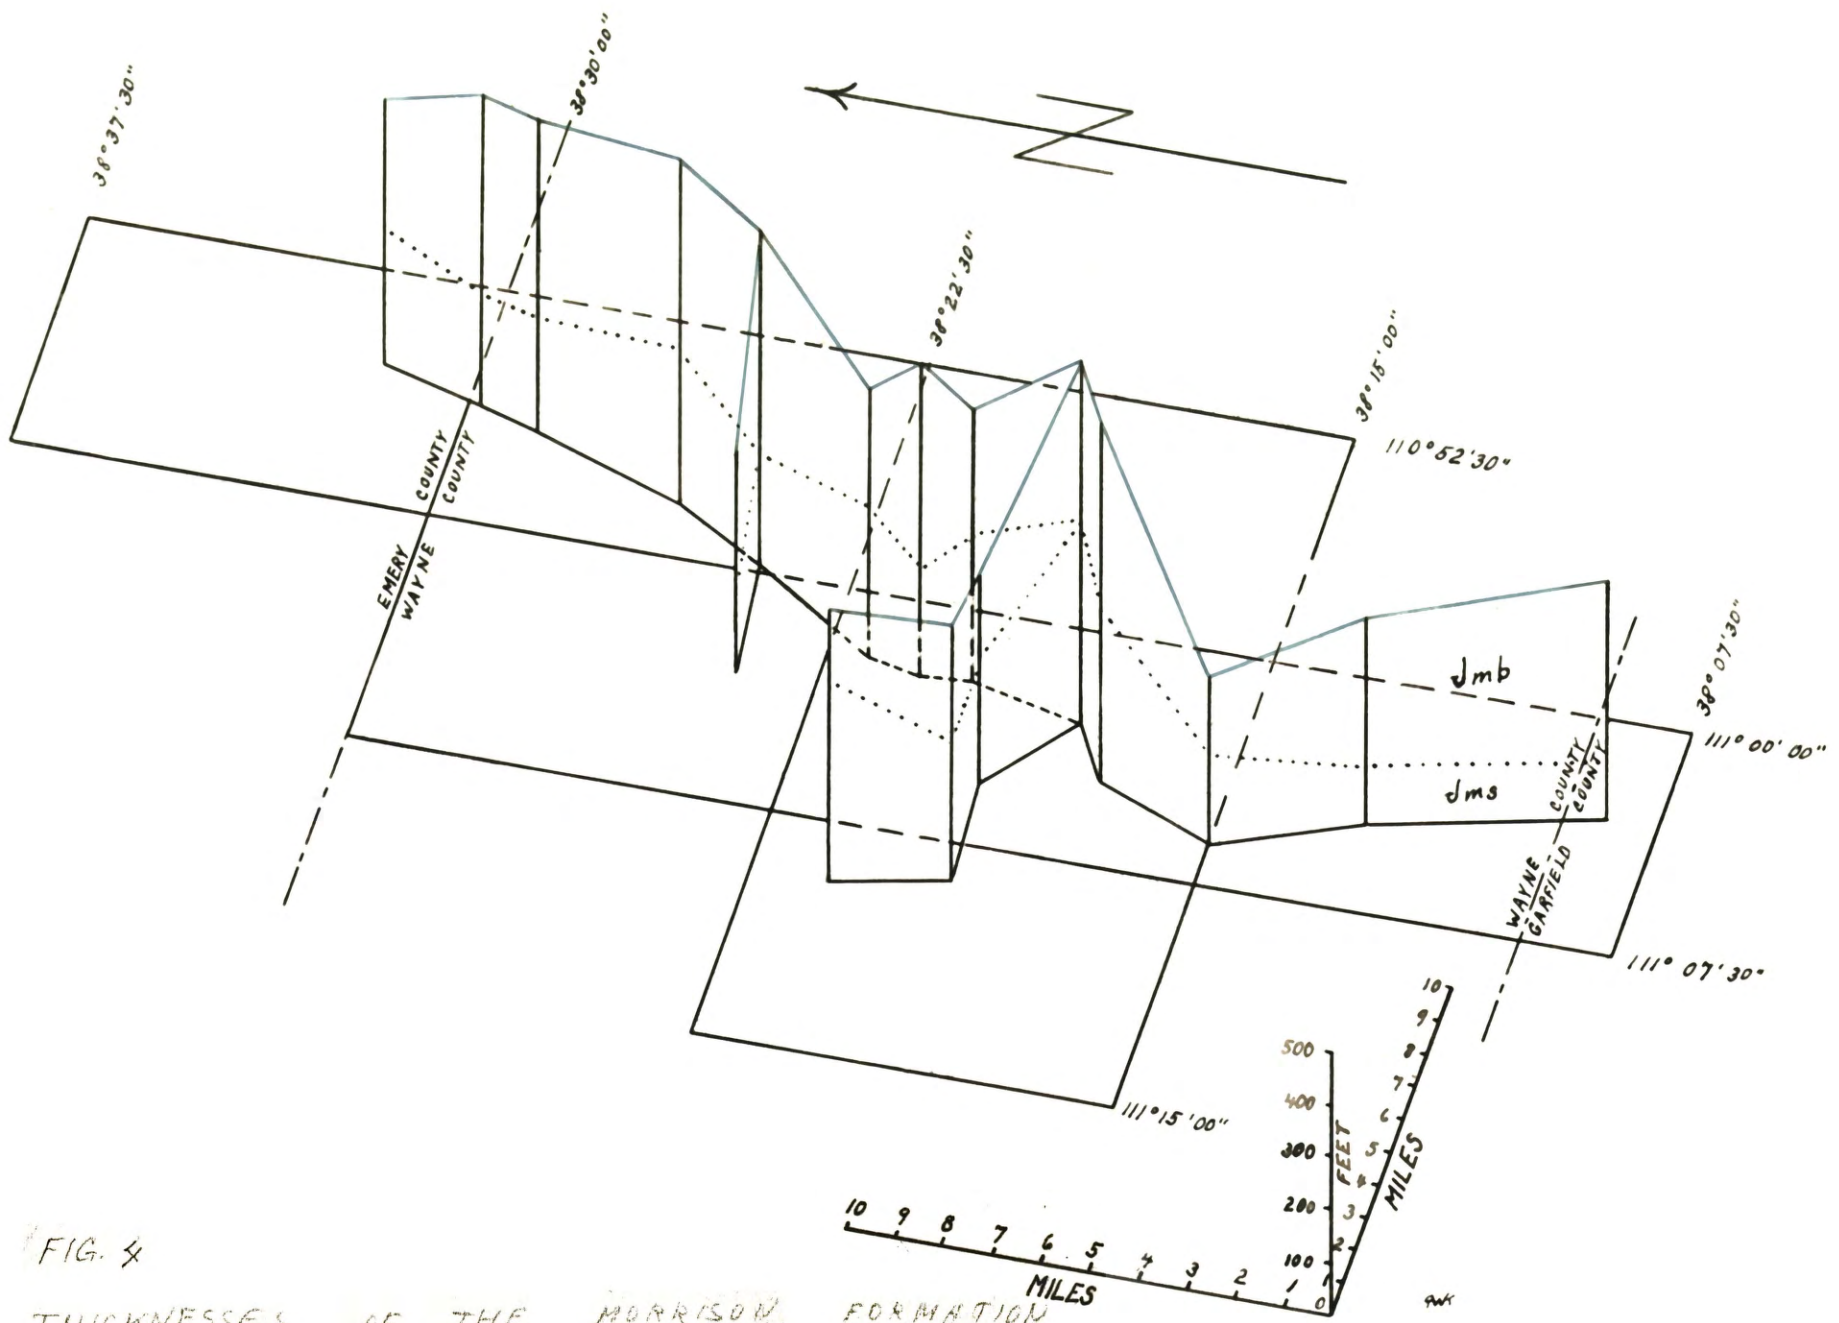 38°37'30"
38°30'00"
38°22'30"
38°15'00"
110°52'30"
EMERY COUNTY
WAYNE COUNTY
Jmb
Jms
38°07'30"
111°00'00"
WAYNE COUNTY
GARFIELD COUNTY
111°07'30"
111°15'00"
500
400
300
200
100
0
FEET
10
9
8
7
6
5
4
3
2
1
MILES
10 9 8 7 6 5 4 3 2 1
MILES
FIG. 4
THICKNESSES OF THE MORRISON FORMATION